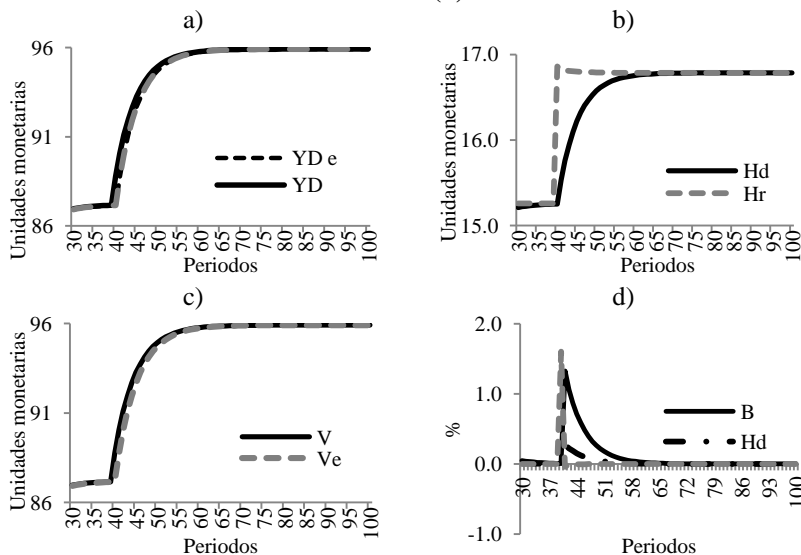 a)
Unidades monetarias
96
91
86
YD e
YD
30 35 40 45 50 55 60 65 70 75 80 85 90 95 100
Periodos
b)
Unidades monetarias
17.0
16.0
15.0
Hd
Hr
30 35 40 45 50 55 60 65 70 75 80 85 90 95 100
Periodos
c)
Unidades monetarias
96
91
86
V
Ve
30 35 40 45 50 55 60 65 70 75 80 85 90 95 100
Periodos
d)
%
2.0
1.0
0.0
-1.0
B
Hd
30 37 44 51 58 65 72 79 86 93 100
Periodos